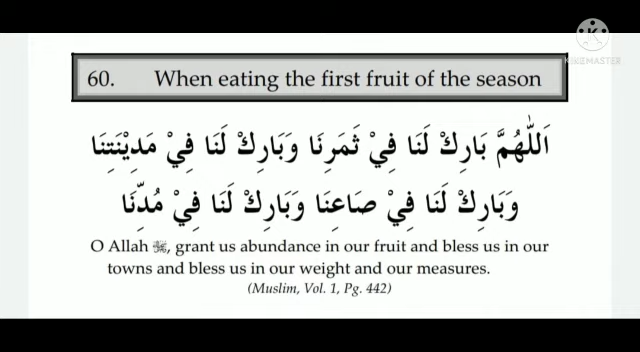 KINEMASTER
60. When eating the first fruit of the season
اَللّٰهُمَّ بَارِكْ لَنَا فِيْ ثَمَرِنَا وَبَارِكْ لَنَا فِيْ مَدِيْنَتِنَا
وَبَارِكْ لَنَا فِيْ صَاعِنَا وَبَارِكْ لَنَا فِيْ مُدِّنَا
O Allah ﷻ, grant us abundance in our fruit and bless us in our
towns and bless us in our weight and our measures.
(Muslim, Vol. 1, Pg. 442)